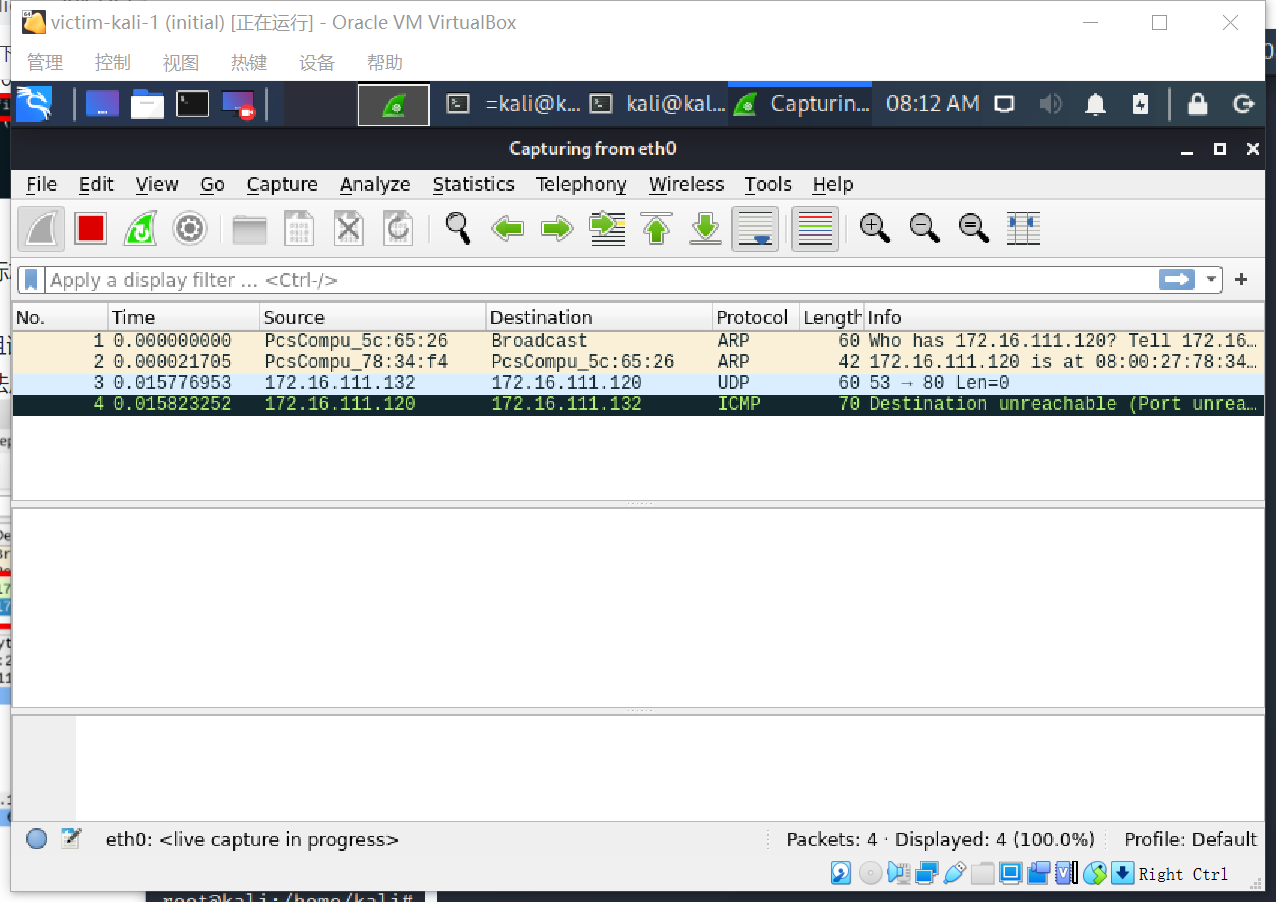 victim-kali-1 (initial) [正在运行] - Oracle VM VirtualBox
管理 控制 视图 热键 设备 帮助
=kali@k... kali@kal... Capturin... 08:12 AM
Capturing from eth0
File Edit View Go Capture Analyze Statistics Telephony Wireless Tools Help
Apply a display filter ... <Ctrl-/>
No. Time Source Destination Protocol Length Info
1 0.000000000 PcsCompu_5c:65:26 Broadcast ARP 60 Who has 172.16.111.120? Tell 172.16...
2 0.000021705 PcsCompu_78:34:f4 PcsCompu_5c:65:26 ARP 42 172.16.111.120 is at 08:00:27:78:34...
3 0.015776953 172.16.111.132 172.16.111.120 UDP 60 53 → 80 Len=0
4 0.015823252 172.16.111.120 172.16.111.132 ICMP 70 Destination unreachable (Port unrea...
eth0: <live capture in progress> Packets: 4 · Displayed: 4 (100.0%) Profile: Default
Right Ctrl
root@kali:/home/kali#